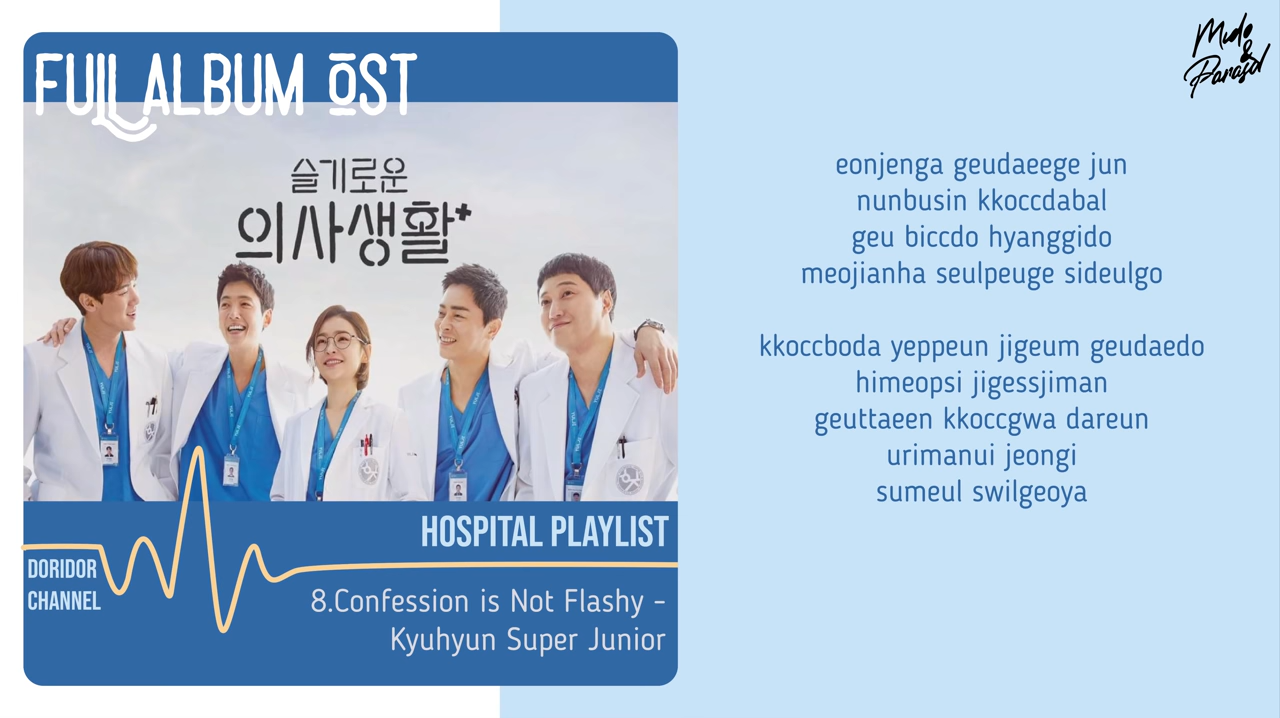 FULL ALBUM OST
슬기로운
의사생활+
HOSPITAL PLAYLIST
DORIDOR
CHANNEL
8.Confession is Not Flashy -
Kyuhyun Super Junior
Mido
&
Parasol
eonjenga geudaeege jun
nunbusin kkoccdabal
geu biccdo hyanggido
meojianha seulpeuge sideulgo
kkoccboda yeppeun jigeum geudaedo
himeopsi jigessjiman
geuttaeen kkoccgwa dareun
urimanui jeongi
sumeul swilgeoya